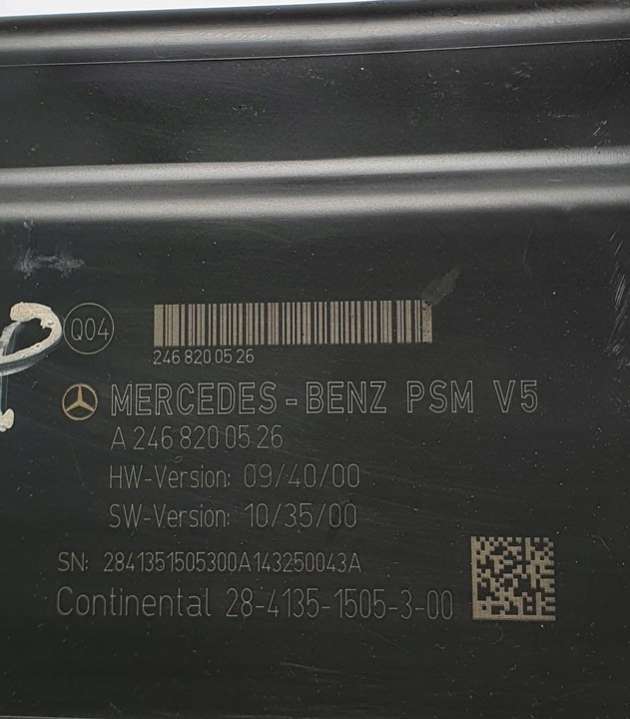 Q04
246 820 05 26
MERCEDES-BENZ PSM V5
A 246 820 05 26
HW-Version: 09/40/00
SW-Version: 10/35/00
SN: 2841351505300A143250043A
Continental 28-4135-1505-3-00